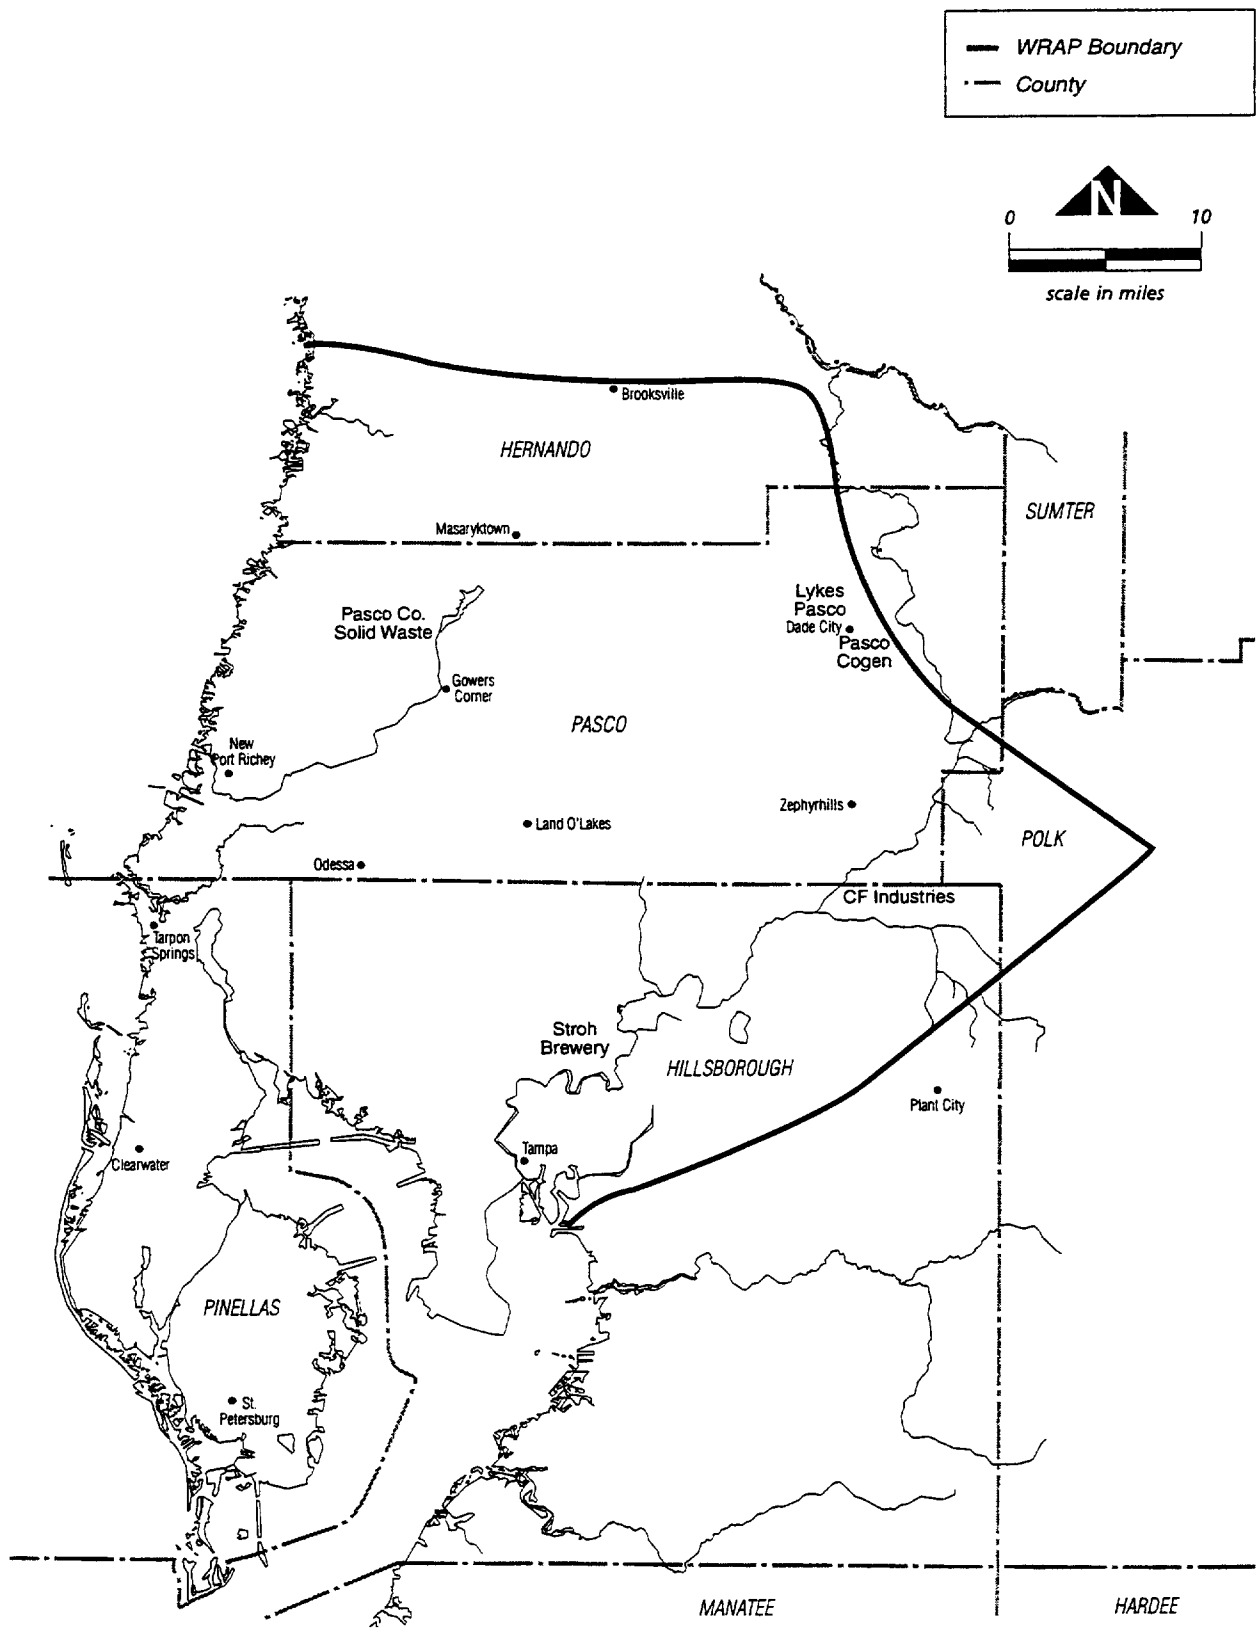 WRAP Boundary
County
N
0 10
scale in miles
Brooksville
HERNANDO
SUMTER
Masaryktown
Lykes
Pasco
Dade City
Pasco
Cogen
Pasco Co.
Solid Waste
Gowers
Corner
PASCO
New
Port Richey
Zephyrhills
Land O'Lakes
POLK
Odessa
CF Industries
Tarpon
Springs
Stroh
Brewery
HILLSBOROUGH
Plant City
Tampa
Clearwater
PINELLAS
St.
Petersburg
MANATEE
HARDEE